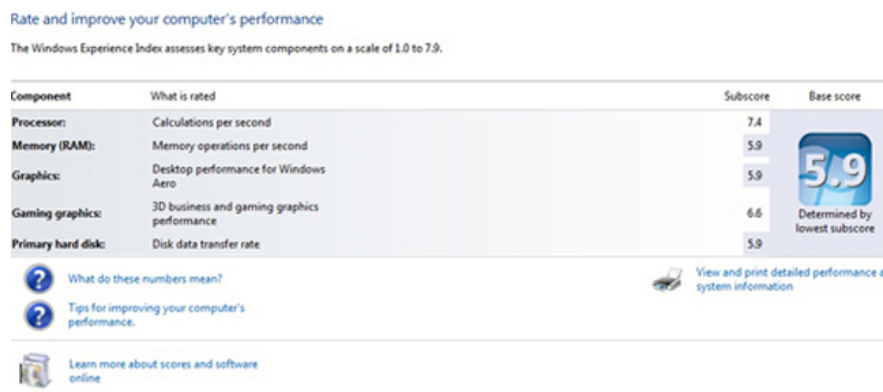 Rate and improve your computer's performance
The Windows Experience Index assesses key system components on a scale of 1.0 to 7.9.
Component What is rated Subscore Base score
Processor: Calculations per second 7.4
Memory (RAM): Memory operations per second 5.9
Graphics: Desktop performance for Windows
Aero 5.9
Gaming graphics: 3D business and gaming graphics
performance 6.6
Primary hard disk: Disk data transfer rate 5.9
5.9
Determined by
lowest subscore
What do these numbers mean?
Tips for improving your computer's
performance.
View and print detailed performance a
system information
Learn more about scores and software
online